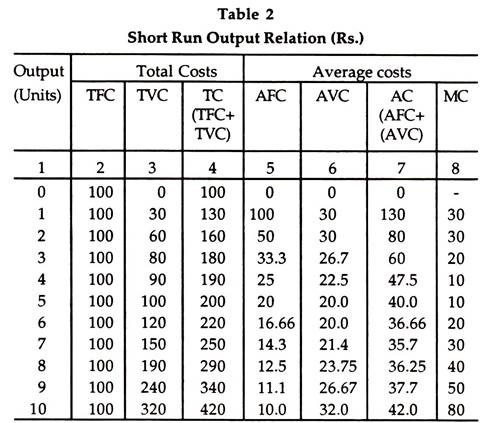 Table 2
Short Run Output Relation (Rs.)
Output Total Costs Average costs
(Units) TFC TVC TC AFC AVC AC MC
(TFC+ (AFC+
TVC) (AVC)
1 2 3 4 5 6 7 8
0 100 0 100 0 0 0 -
1 100 30 130 100 30 130 30
2 100 60 160 50 30 80 30
3 100 80 180 33.3 26.7 60 20
4 100 90 190 25 22.5 47.5 10
5 100 100 200 20 20.0 40.0 10
6 100 120 220 16.66 20.0 36.66 20
7 100 150 250 14.3 21.4 35.7 30
8 100 190 290 12.5 23.75 36.25 40
9 100 240 340 11.1 26.67 37.7 50
10 100 320 420 10.0 32.0 42.0 80